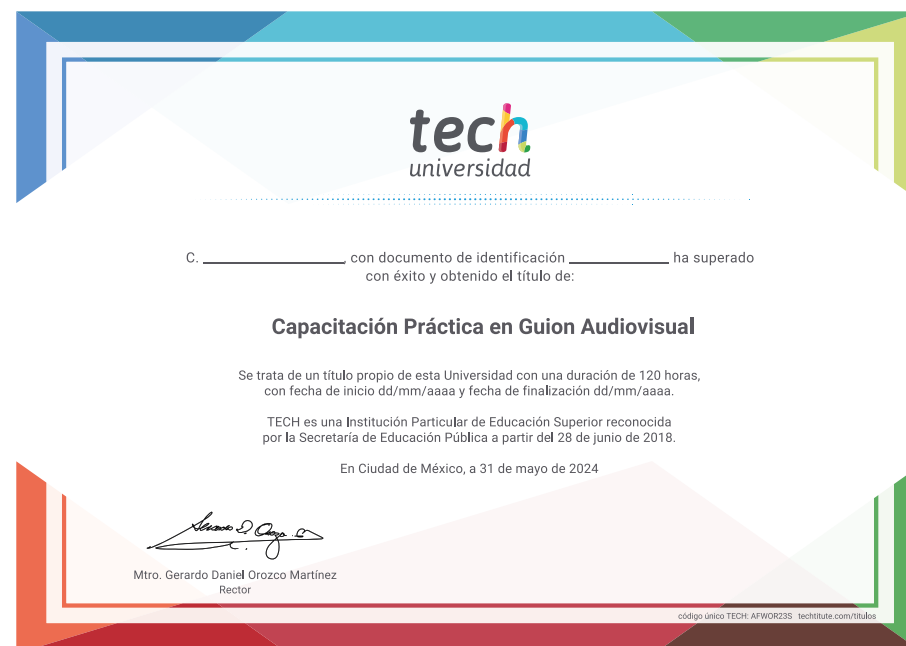 tech
universidad
C. ____________________, con documento de identificación ______________ ha superado
con éxito y obtenido el título de:
Capacitación Práctica en Guion Audiovisual
Se trata de un título propio de esta Universidad con una duración de 120 horas,
con fecha de inicio dd/mm/aaaa y fecha de finalización dd/mm/aaaa.
TECH es una Institución Particular de Educación Superior reconocida
por la Secretaría de Educación Pública a partir del 28 de junio de 2018.
En Ciudad de México, a 31 de mayo de 2024
Mtro. Gerardo Daniel Orozco Martínez
Rector
código único TECH: AFWOR23S techtitute.com/titulos